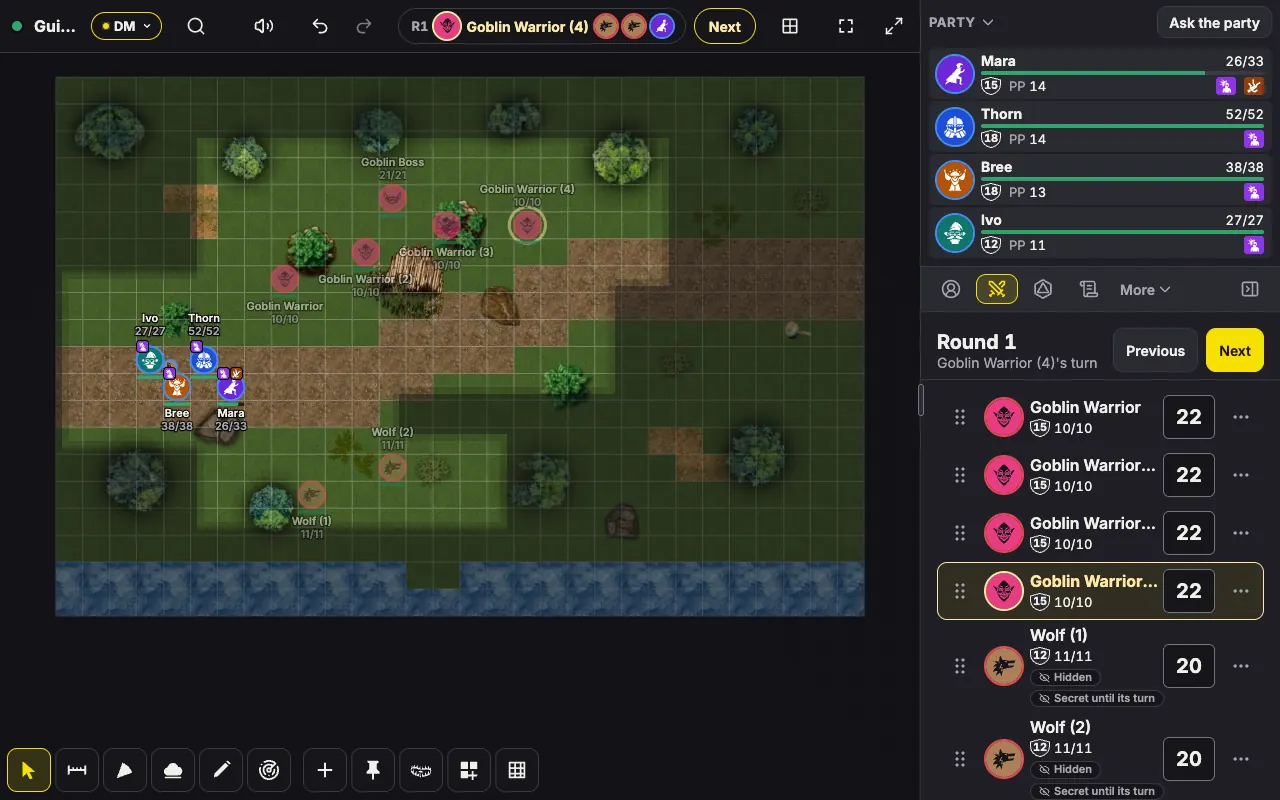 Gui...
DM
R1
Goblin Warrior (4)
Next
Goblin Boss
21/21
Goblin Warrior (4)
10/10
Goblin Warrior (3)
10/10
Goblin Warrior (2)
10/10
Goblin Warrior
10/10
Ivo
27/27
Thorn
52/52
Bree
38/38
Mara
26/33
Wolf (2)
11/11
Wolf (1)
11/11
PARTY
Ask the party
Mara
26/33
15
PP 14
Thorn
52/52
18
PP 14
Bree
38/38
18
PP 13
Ivo
27/27
12
PP 11
More
Round 1
Goblin Warrior (4)'s turn
Previous
Next
Goblin Warrior
15 10/10
22
Goblin Warrior...
15 10/10
22
Goblin Warrior...
15 10/10
22
Goblin Warrior...
15 10/10
22
Wolf (1)
12 11/11
Hidden
Secret until its turn
20
Wolf (2)
12 11/11
Hidden
Secret until its turn
20